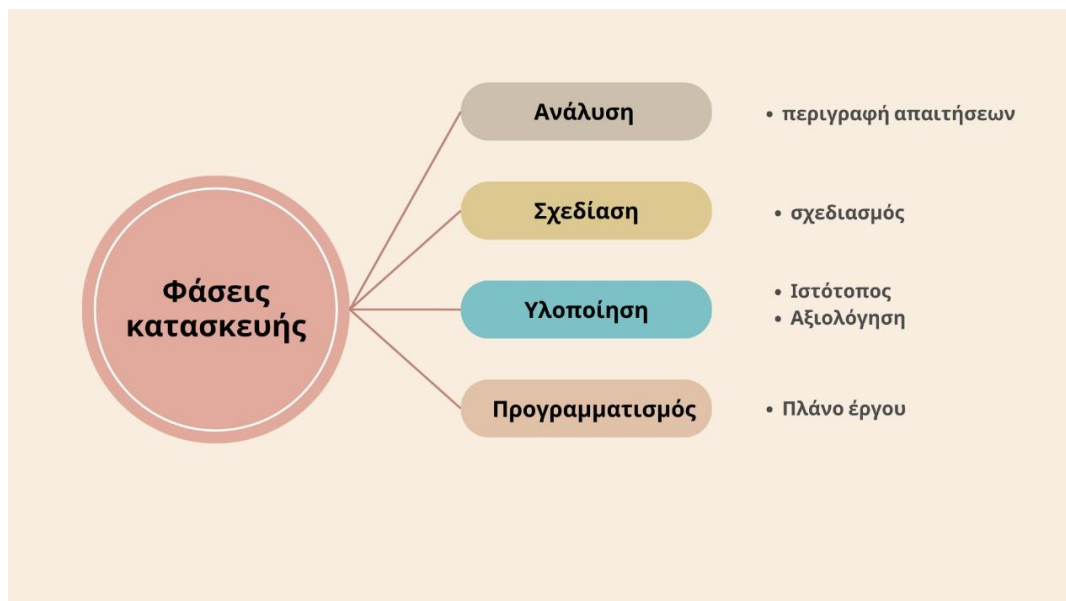 Φάσεις
κατασκευής
Ανάλυση
• περιγραφή απαιτήσεων
Σχεδίαση
• σχεδιασμός
Υλοποίηση
• Ιστότοπος
• Αξιολόγηση
Προγραμματισμός
• Πλάνο έργου